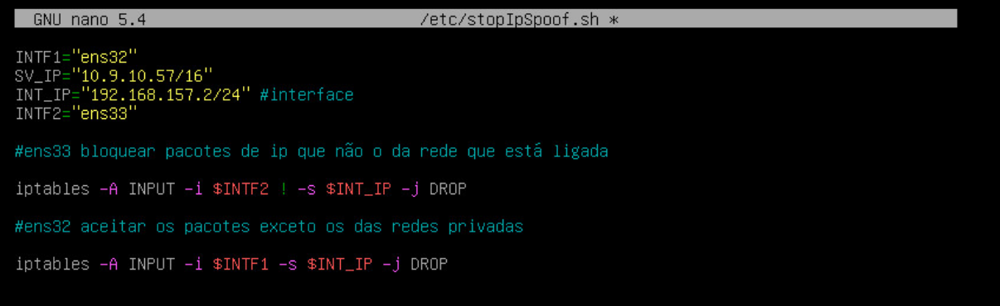 GNU nano 5.4 /etc/stopIpSpoof.sh *
INTF1="ens32"
SV_IP="10.9.10.57/16"
INT_IP="192.168.157.2/24" #interface
INTF2="ens33"
#ens33 bloquear pacotes de ip que não o da rede que está ligada
iptables -A INPUT -i $INTF2 ! -s $INT_IP -j DROP
#ens32 aceitar os pacotes exceto os das redes privadas
iptables -A INPUT -i $INTF1 -s $INT_IP -j DROP